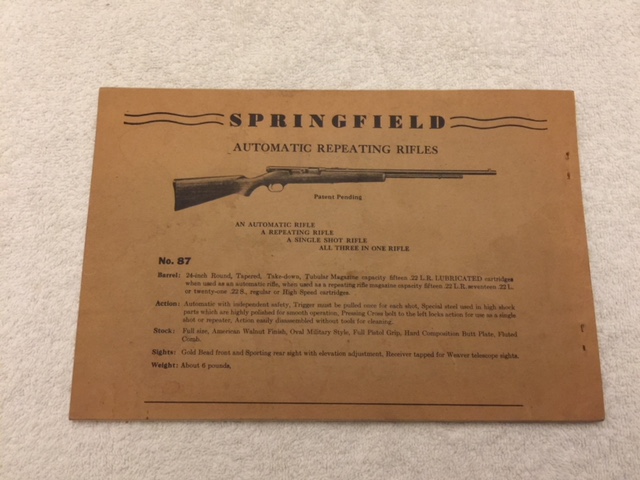 SPRINGFIELD
AUTOMATIC REPEATING RIFLES
Patent Pending
AN AUTOMATIC RIFLE
A REPEATING RIFLE
A SINGLE SHOT RIFLE
ALL THREE IN ONE RIFLE
No. 87
Barrel: 24-inch Round, Tapered, Take-down, Tubular Magazine capacity fifteen .22 L.R. LUBRICATED cartridges
when used as an automatic rifle, when used as a repeating rifle magazine capacity fifteen .22 L.R. seventeen .22 L.
or twenty-one .22 S., regular or High Speed cartridges.
Action: Automatic with independent safety, Trigger must be pulled once for each shot, Special steel used in high shock
parts which are highly polished for smooth operation, Pressing Cross bolt to the left locks action for use as a single
shot or repeater, Action easily disassembled without tools for cleaning.
Stock: Full size, American Walnut Finish, Oval Military Style, Full Pistol Grip, Hard Composition Butt Plate, Fluted
Comb.
Sights: Gold Bead front and Sporting rear sight with elevation adjustment, Receiver tapped for Weaver telescope sights.
Weight: About 6 pounds.